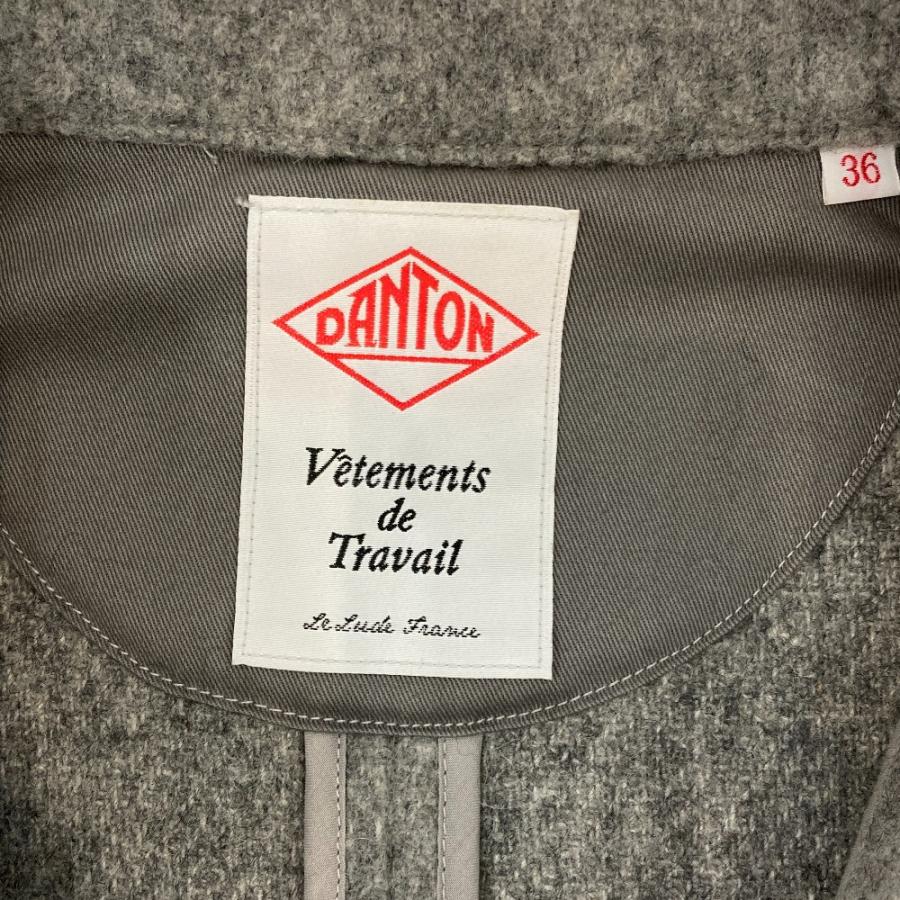 36
DANTON
Vêtements
de
Travail
Le Lude France